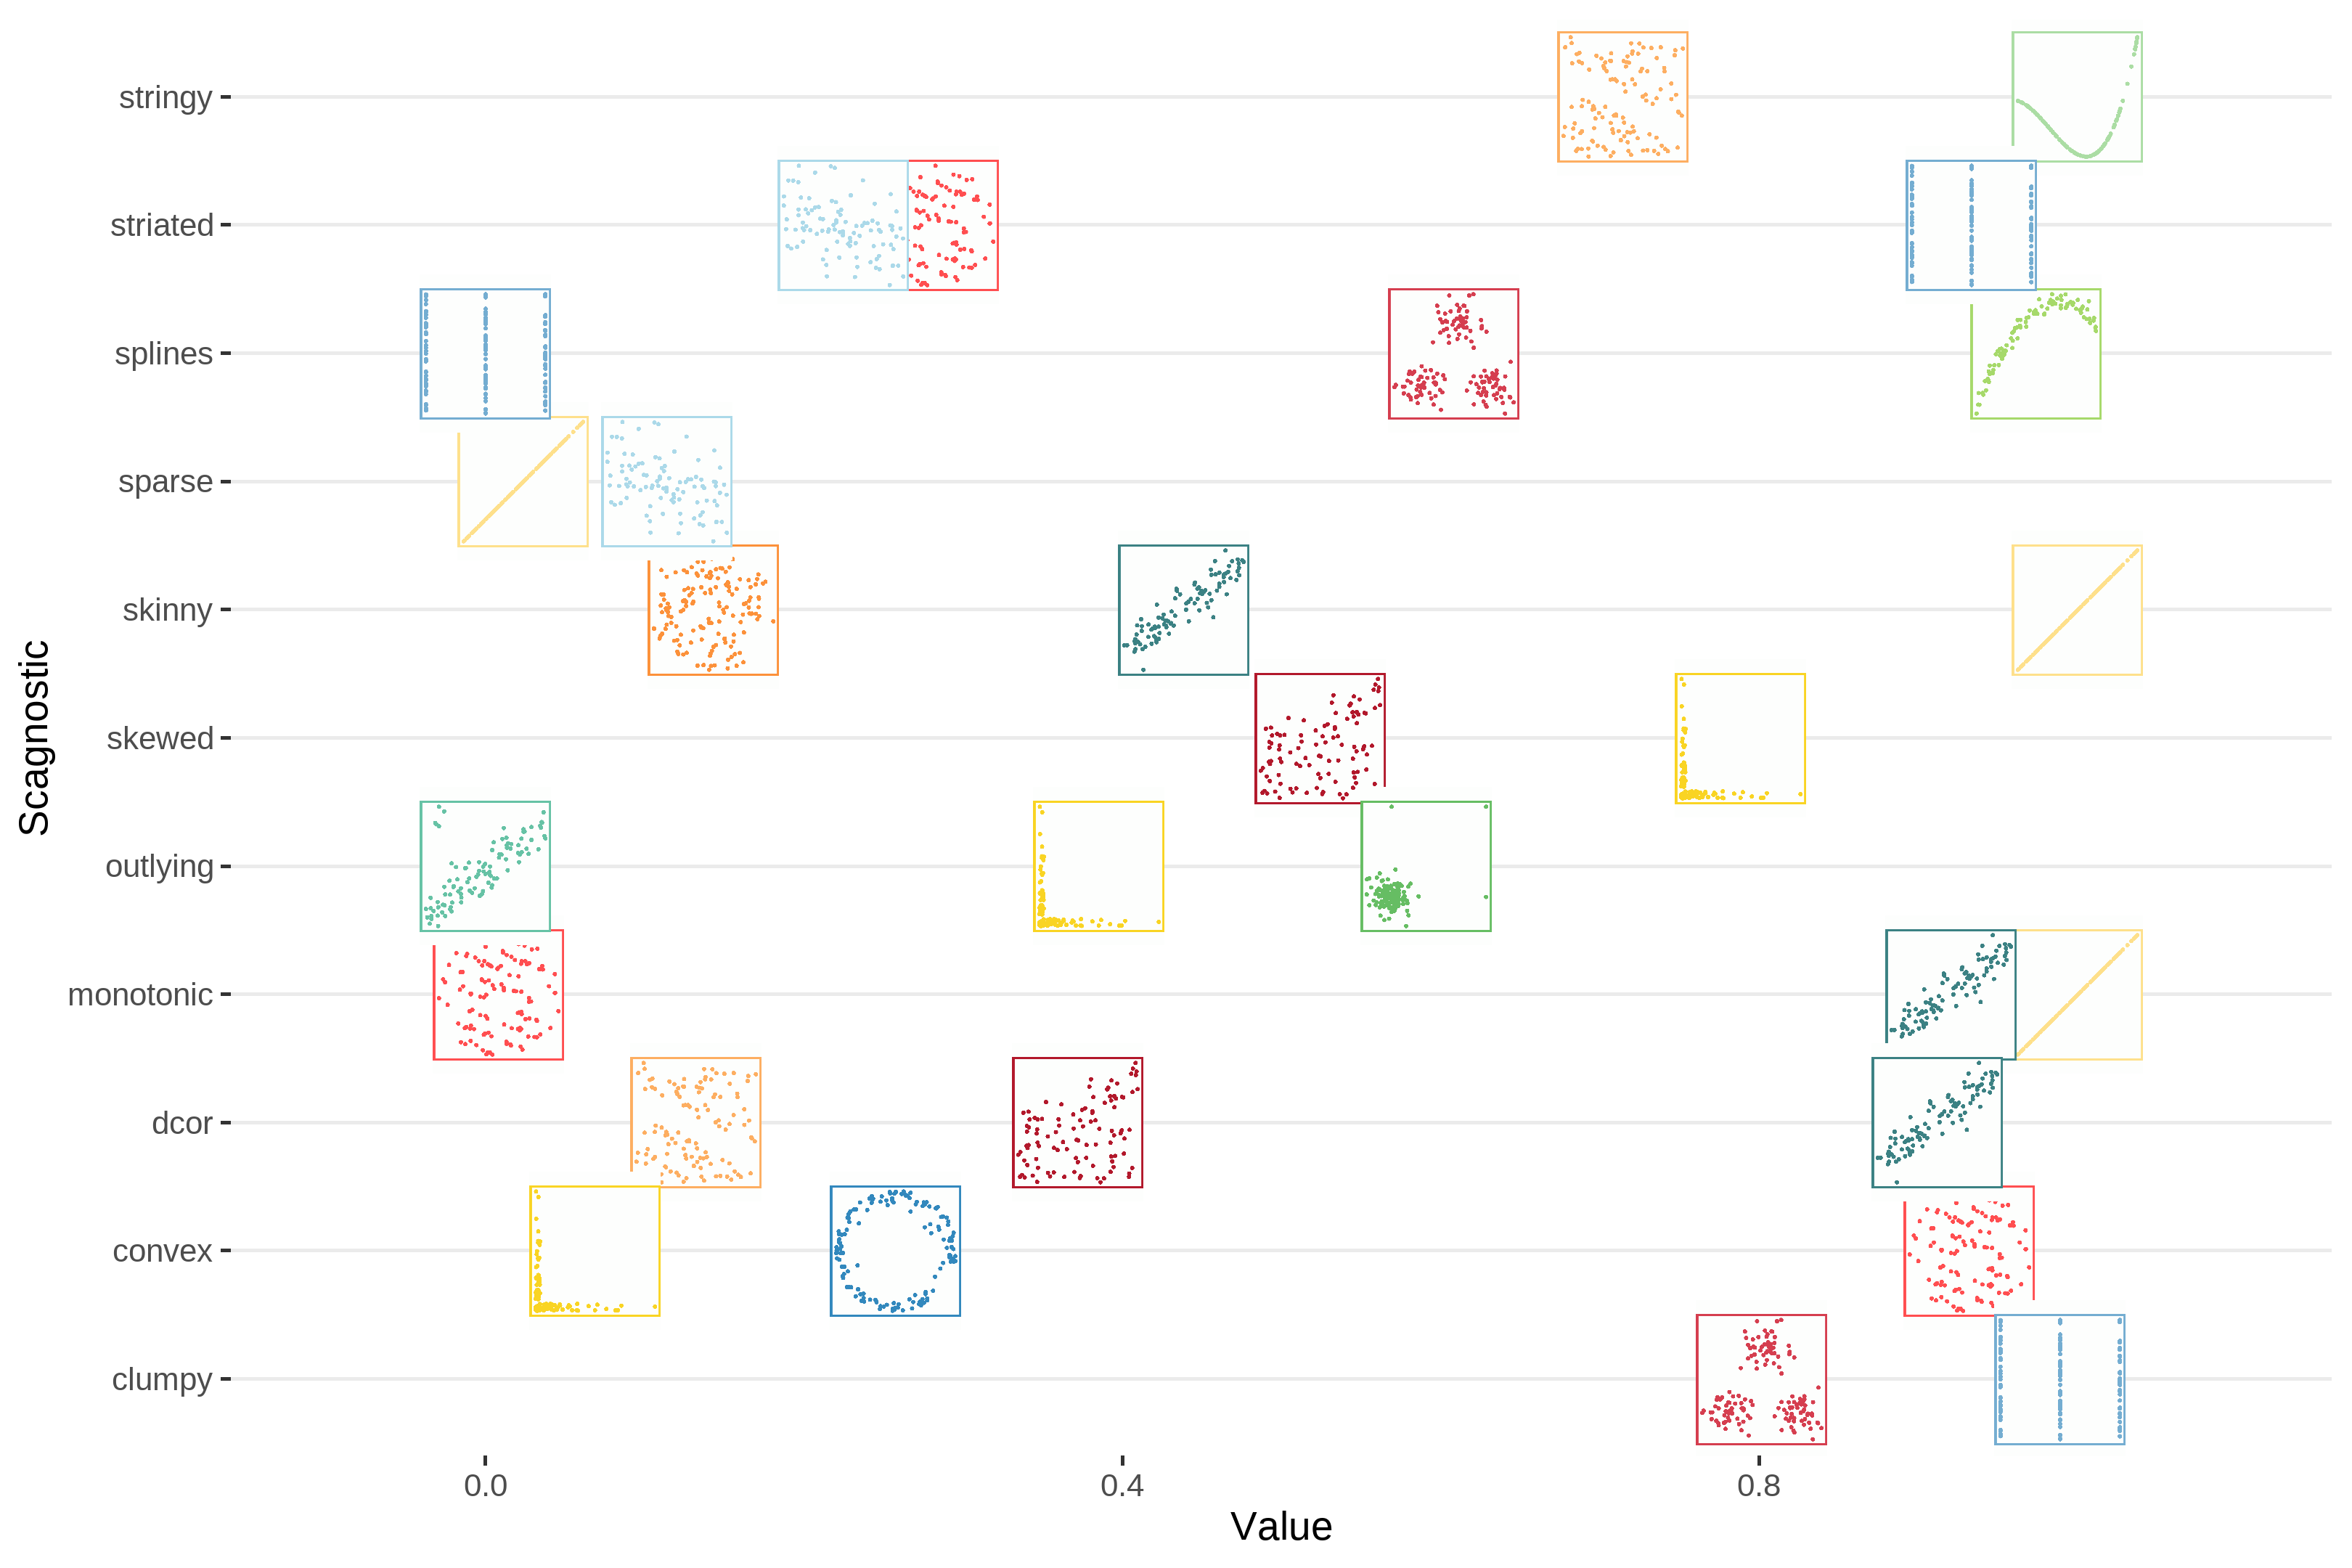 stringy
striated
splines
sparse
skinny
skewed
outlying
monotonic
dcor
convex
clumpy
Scagnostic
0.0 0.4 0.8
Value